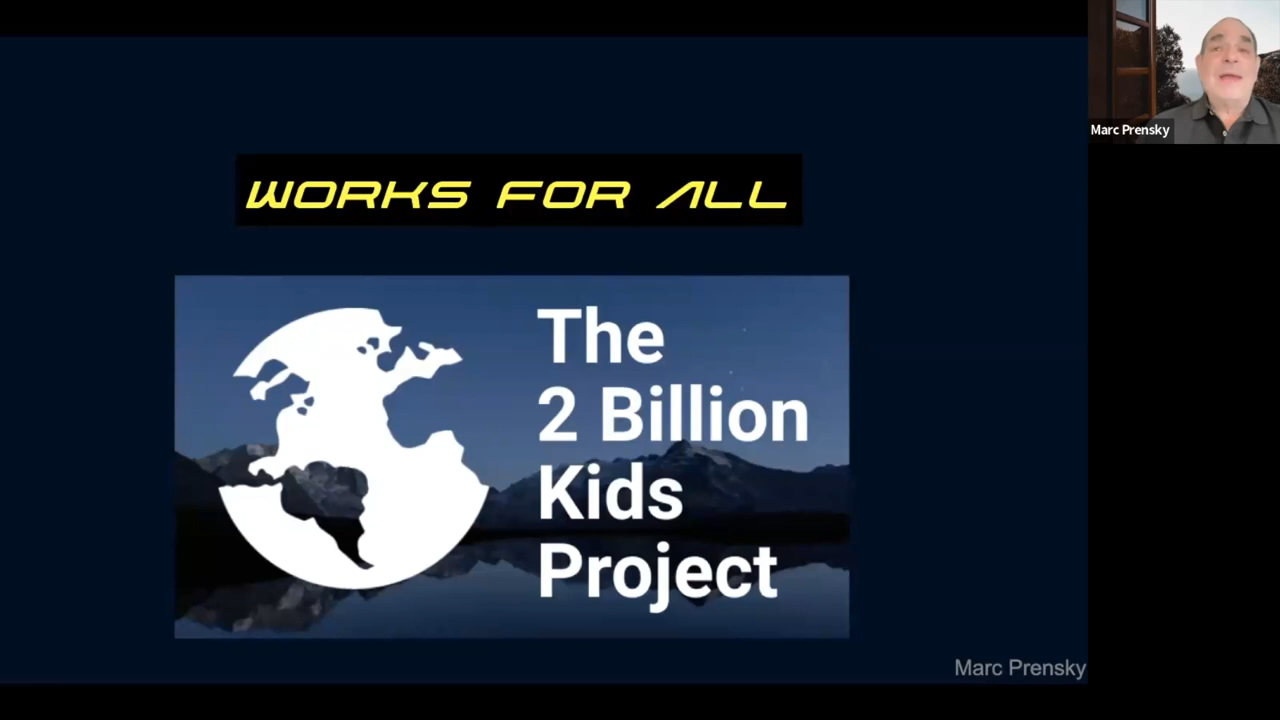 WORKS FOR ALL
The
2 Billion
Kids
Project
Marc Prensky
Marc Prensky